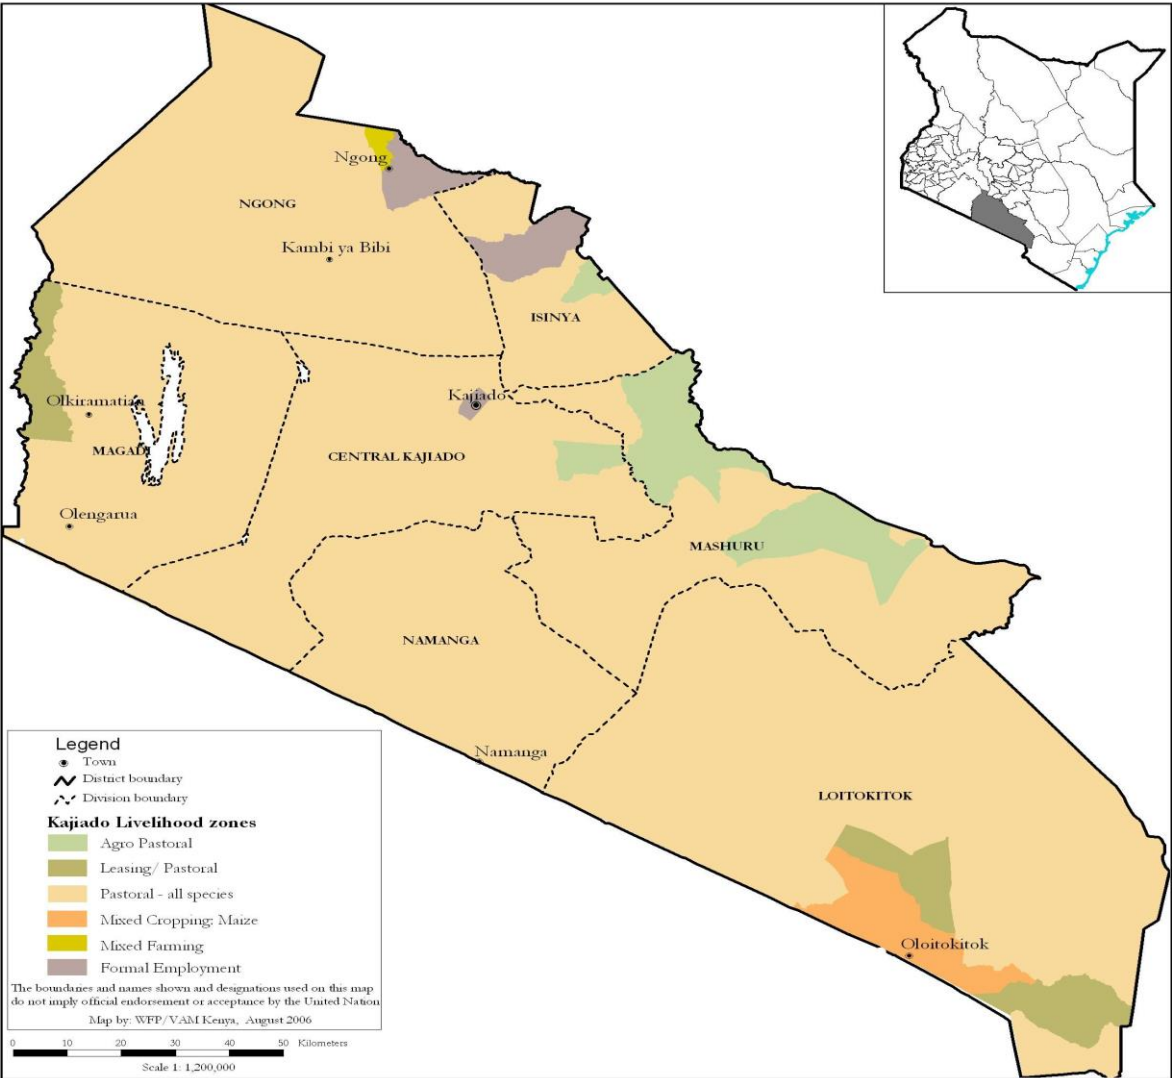 Ngong
NGONG
Kambi ya Bibi
ISINYA
Kajiado
Olkiramatian
MAGADI
CENTRAL KAJIADO
Olengarua
MASHURU
NAMANGA
Namanga
LOITOKITOK
Oloitokitok
Legend
Town
District boundary
Division boundary
Kajiado Livelihood zones
Agro Pastoral
Leasing/ Pastoral
Pastoral - all species
Mixed Cropping: Maize
Mixed Farming
Formal Employment
The boundaries and names shown and designations used on this map
do not imply official endorsement or acceptance by the United Nation
Map by: WFP/VAM Kenya, August 2006
0 10 20 30 40 50 Kilometers
Scale 1: 1,200,000